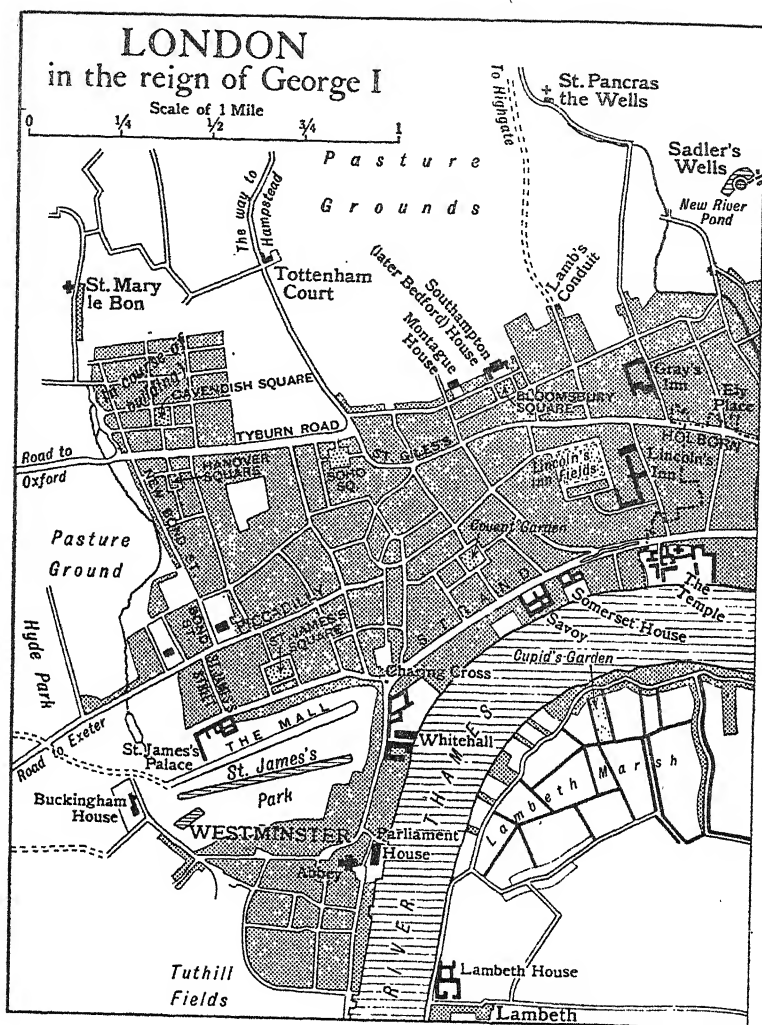 LONDON
in the reign of George I
Scale of 1 Mile
0 1/4 1/2 3/4 1
To Highgate
St. Pancras
the Wells
Pasture
Grounds
Sadler's
Wells
New River
Pond
The way to
Hampstead
Tottenham
Court
St. Mary
le Bon
Southampton
(later Bedford) House
Montague
House
Lamb's
Conduit
(In course of
building)
CAVENDISH SQUARE
BLOOMSBURY
SQUARE
Gray's
Inn
Ely
Place
TYBURN ROAD
ST. GILES'S
HOLBORN
Road to
Oxford
HANOVER
SQUARE
SOHO
SQ.
Lincoln's
Inn Fields
Lincoln's
Inn
NEW BOND ST.
Covent Garden
Pasture
Ground
PICCADILLY
STRAND
The
Temple
BOND
ST.
ST. JAMES'S
SQUARE
Somerset House
Savoy
Hyde Park
ST. JAMES'S
STREET
Charing Cross
Cupid's Garden
Road to Exeter
St. James's
Palace
THE MALL
Whitehall
St. James's
Park
Lambeth Marsh
Buckingham
House
WESTMINSTER
Parliament
House
Abbey
RIVER THAMES
Tuthill
Fields
Lambeth House
Lambeth